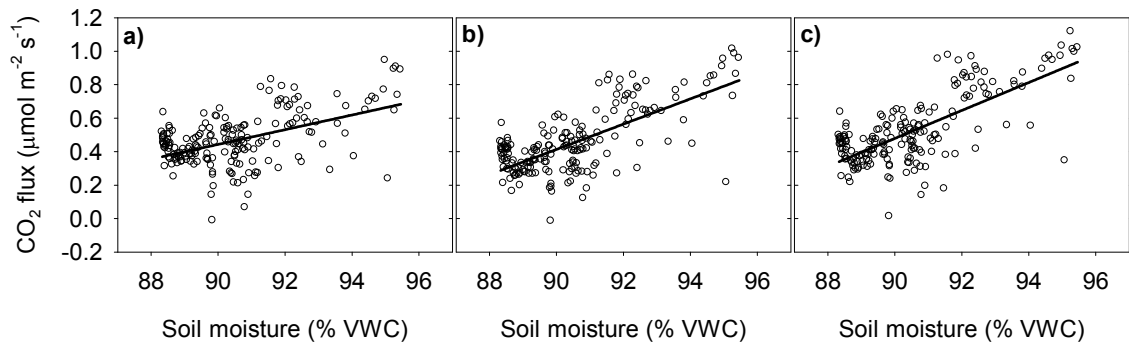 a)
b)
c)
CO2 flux (μmol m−2 s−1)
1.2
1.0
0.8
0.6
0.4
0.2
0.0
-0.2
88 90 92 94 96
88 90 92 94 96
88 90 92 94 96
Soil moisture (% VWC)
Soil moisture (% VWC)
Soil moisture (% VWC)